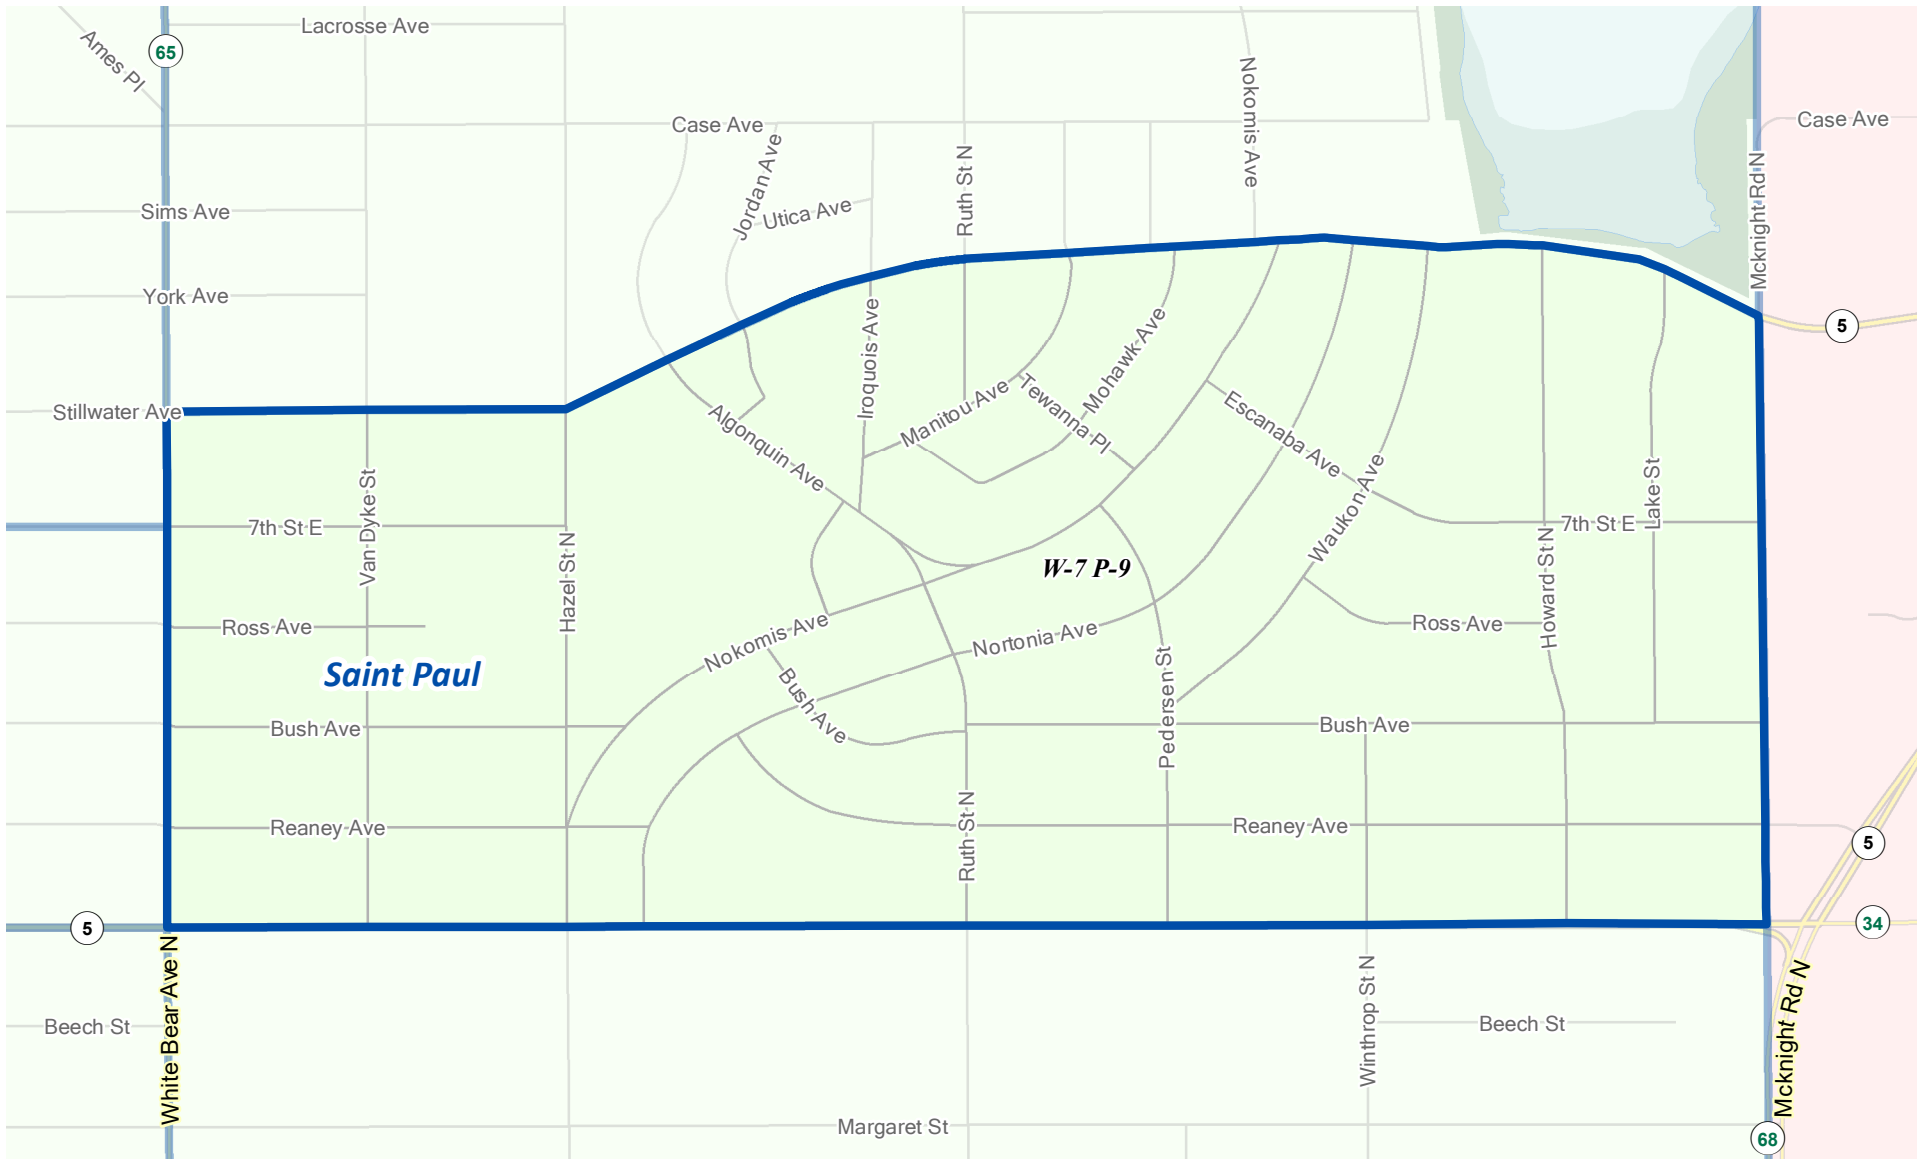 Lacrosse Ave
Ames Pl
65
Nokomis Ave
Case Ave
Case Ave
Jordan Ave
Ruth St N
Mcknight Rd N
Sims Ave
Utica Ave
York Ave
5
Iroquois Ave
Mohawk Ave
Stillwater Ave
Algonquin Ave
Manitou Ave
Tewanna Pl
Escanaba Ave
Van Dyke St
Waukon Ave
Lake St
7th St E
7th St E
Hazel St N
W-7 P-9
Howard St N
Ross Ave
Nokomis Ave
Nortonia Ave
Ross Ave
Saint Paul
Bush Ave
Pedersen St
Bush Ave
Bush Ave
Reaney Ave
Ruth St N
Reaney Ave
5
5
34
White Bear Ave N
Winthrop St N
Mcknight Rd N
Beech St
Beech St
Margaret St
68